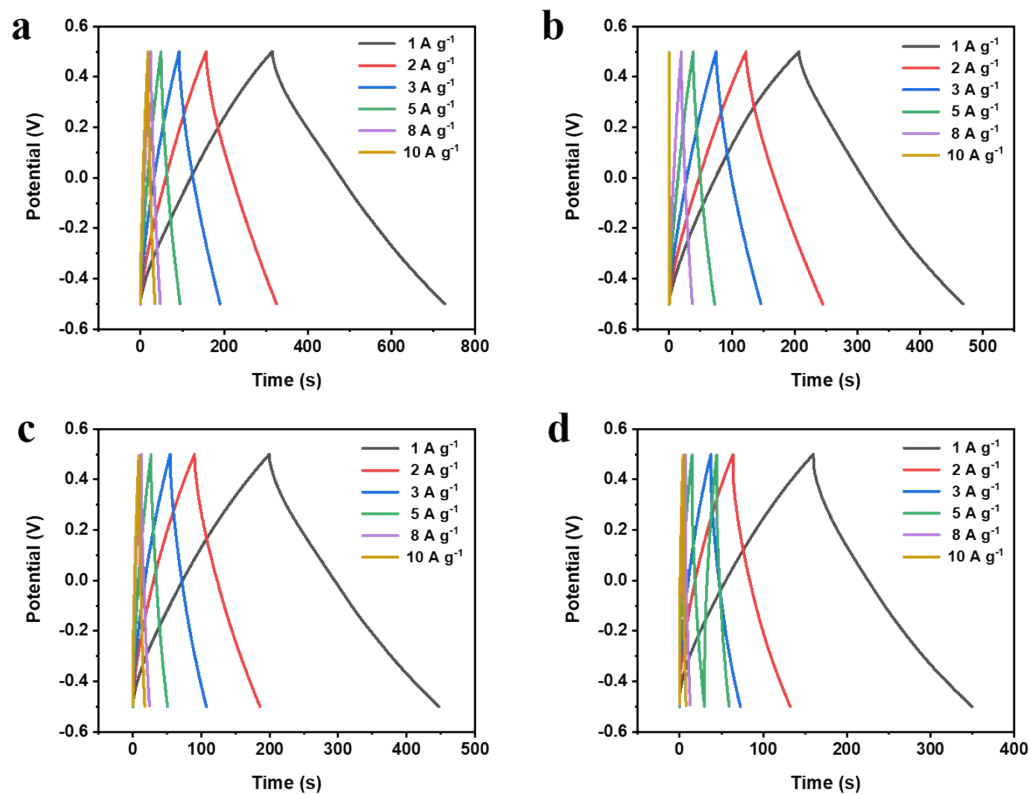 a
0.6
0.4
0.2
0.0
-0.2
-0.4
-0.6
Potential (V)
1 A g⁻¹
2 A g⁻¹
3 A g⁻¹
5 A g⁻¹
8 A g⁻¹
10 A g⁻¹
0 200 400 600 800
Time (s)
b
0.6
0.4
0.2
0.0
-0.2
-0.4
-0.6
Potential (V)
1 A g⁻¹
2 A g⁻¹
3 A g⁻¹
5 A g⁻¹
8 A g⁻¹
10 A g⁻¹
0 100 200 300 400 500
Time (s)
c
0.6
0.4
0.2
0.0
-0.2
-0.4
-0.6
Potential (V)
1 A g⁻¹
2 A g⁻¹
3 A g⁻¹
5 A g⁻¹
8 A g⁻¹
10 A g⁻¹
0 100 200 300 400 500
Time (s)
d
0.6
0.4
0.2
0.0
-0.2
-0.4
-0.6
Potential (V)
1 A g⁻¹
2 A g⁻¹
3 A g⁻¹
5 A g⁻¹
8 A g⁻¹
10 A g⁻¹
0 100 200 300 400
Time (s)